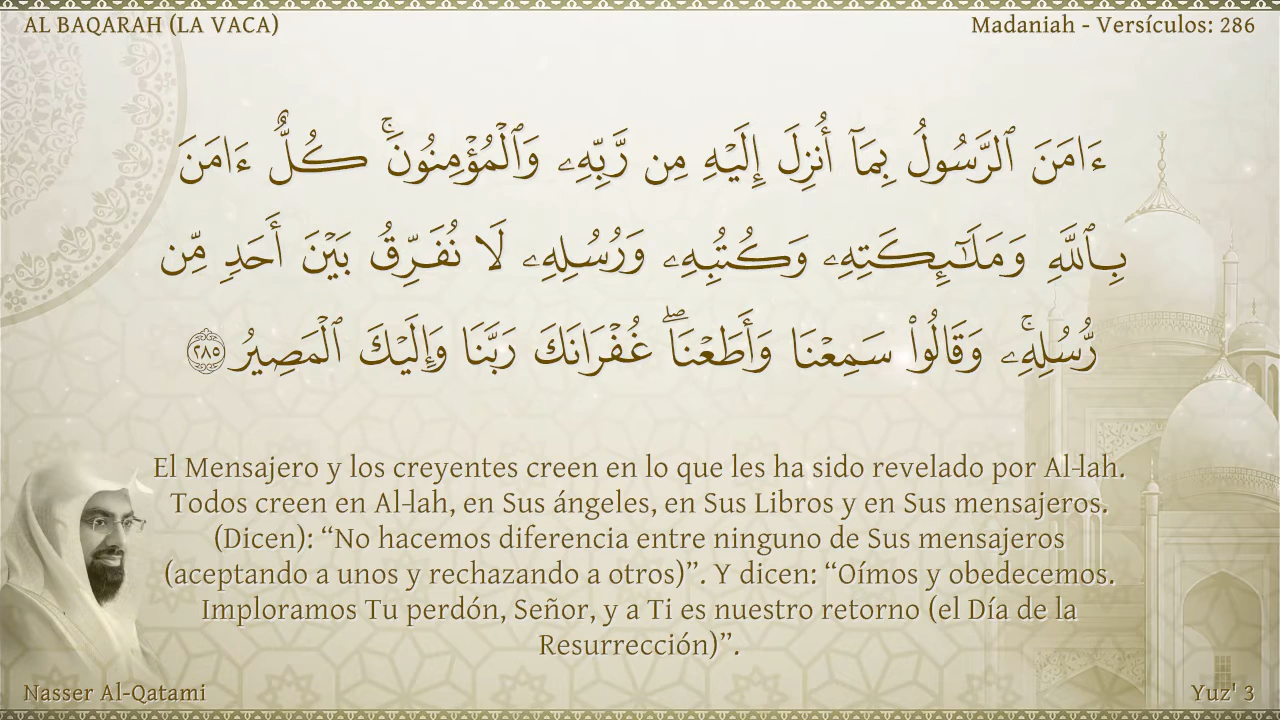 AL BAQARAH (LA VACA)
Madaniah - Versículos: 286
ءَامَنَ ٱلرَّسُولُ بِمَآ أُنزِلَ إِلَيْهِ مِن رَّبِّهِۦ وَٱلْمُؤْمِنُونَ ۚ كُلٌّ ءَامَنَ
بِٱللَّهِ وَمَلَـٰٓئِكَتِهِۦ وَكُتُبِهِۦ وَرُسُلِهِۦ لَا نُفَرِّقُ بَيْنَ أَحَدٍ مِّن
رُّسُلِهِۦ ۚ وَقَالُوا۟ سَمِعْنَا وَأَطَعْنَا ۖ غُفْرَانَكَ رَبَّنَا وَإِلَيْكَ ٱلْمَصِيرُ ٢٨٥
El Mensajero y los creyentes creen en lo que les ha sido revelado por Al-lah.
Todos creen en Al-lah, en Sus ángeles, en Sus Libros y en Sus mensajeros.
(Dicen): “No hacemos diferencia entre ninguno de Sus mensajeros
(aceptando a unos y rechazando a otros)”. Y dicen: “Oímos y obedecemos.
Imploramos Tu perdón, Señor, y a Ti es nuestro retorno (el Día de la
Resurrección)”.
Nasser Al-Qatami
Yuz' 3